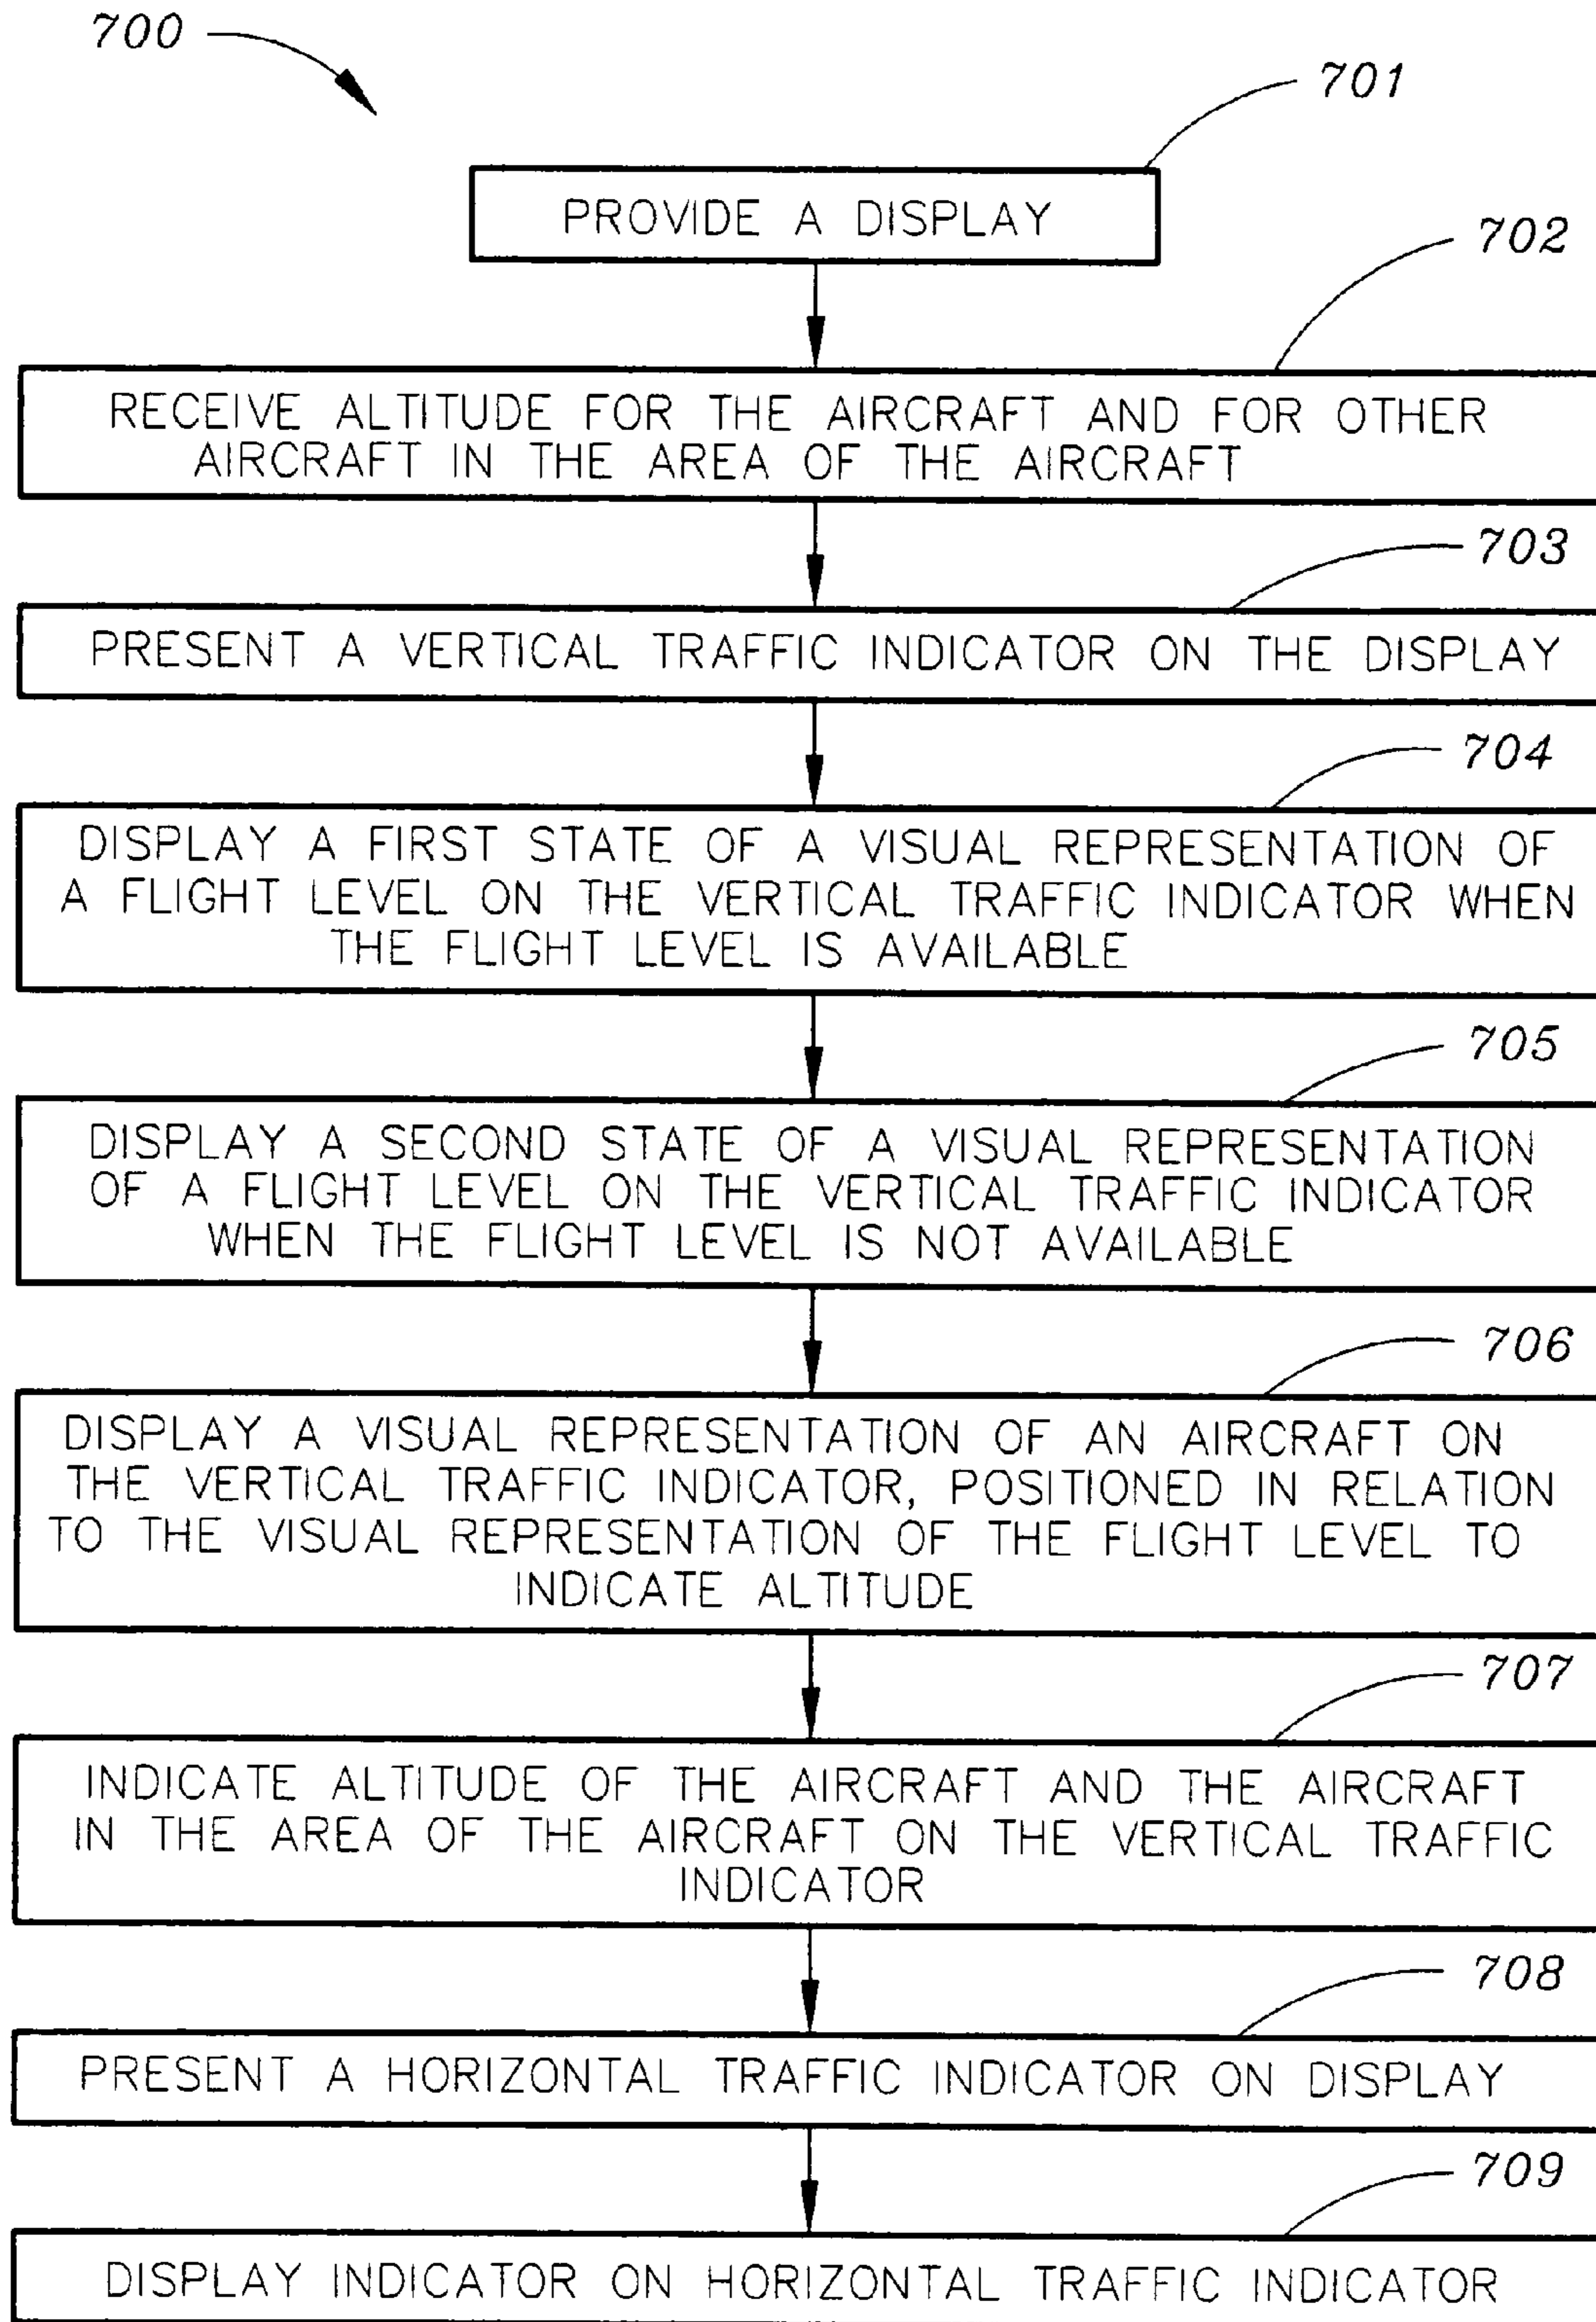 700
701
PROVIDE A DISPLAY
702
RECEIVE ALTITUDE FOR THE AIRCRAFT AND FOR OTHER
AIRCRAFT IN THE AREA OF THE AIRCRAFT
703
PRESENT A VERTICAL TRAFFIC INDICATOR ON THE DISPLAY
704
DISPLAY A FIRST STATE OF A VISUAL REPRESENTATION OF
A FLIGHT LEVEL ON THE VERTICAL TRAFFIC INDICATOR WHEN
THE FLIGHT LEVEL IS AVAILABLE
705
DISPLAY A SECOND STATE OF A VISUAL REPRESENTATION
OF A FLIGHT LEVEL ON THE VERTICAL TRAFFIC INDICATOR
WHEN THE FLIGHT LEVEL IS NOT AVAILABLE
706
DISPLAY A VISUAL REPRESENTATION OF AN AIRCRAFT ON
THE VERTICAL TRAFFIC INDICATOR, POSITIONED IN RELATION
TO THE VISUAL REPRESENTATION OF THE FLIGHT LEVEL TO
INDICATE ALTITUDE
707
INDICATE ALTITUDE OF THE AIRCRAFT AND THE AIRCRAFT
IN THE AREA OF THE AIRCRAFT ON THE VERTICAL TRAFFIC
INDICATOR
708
PRESENT A HORIZONTAL TRAFFIC INDICATOR ON DISPLAY
709
DISPLAY INDICATOR ON HORIZONTAL TRAFFIC INDICATOR